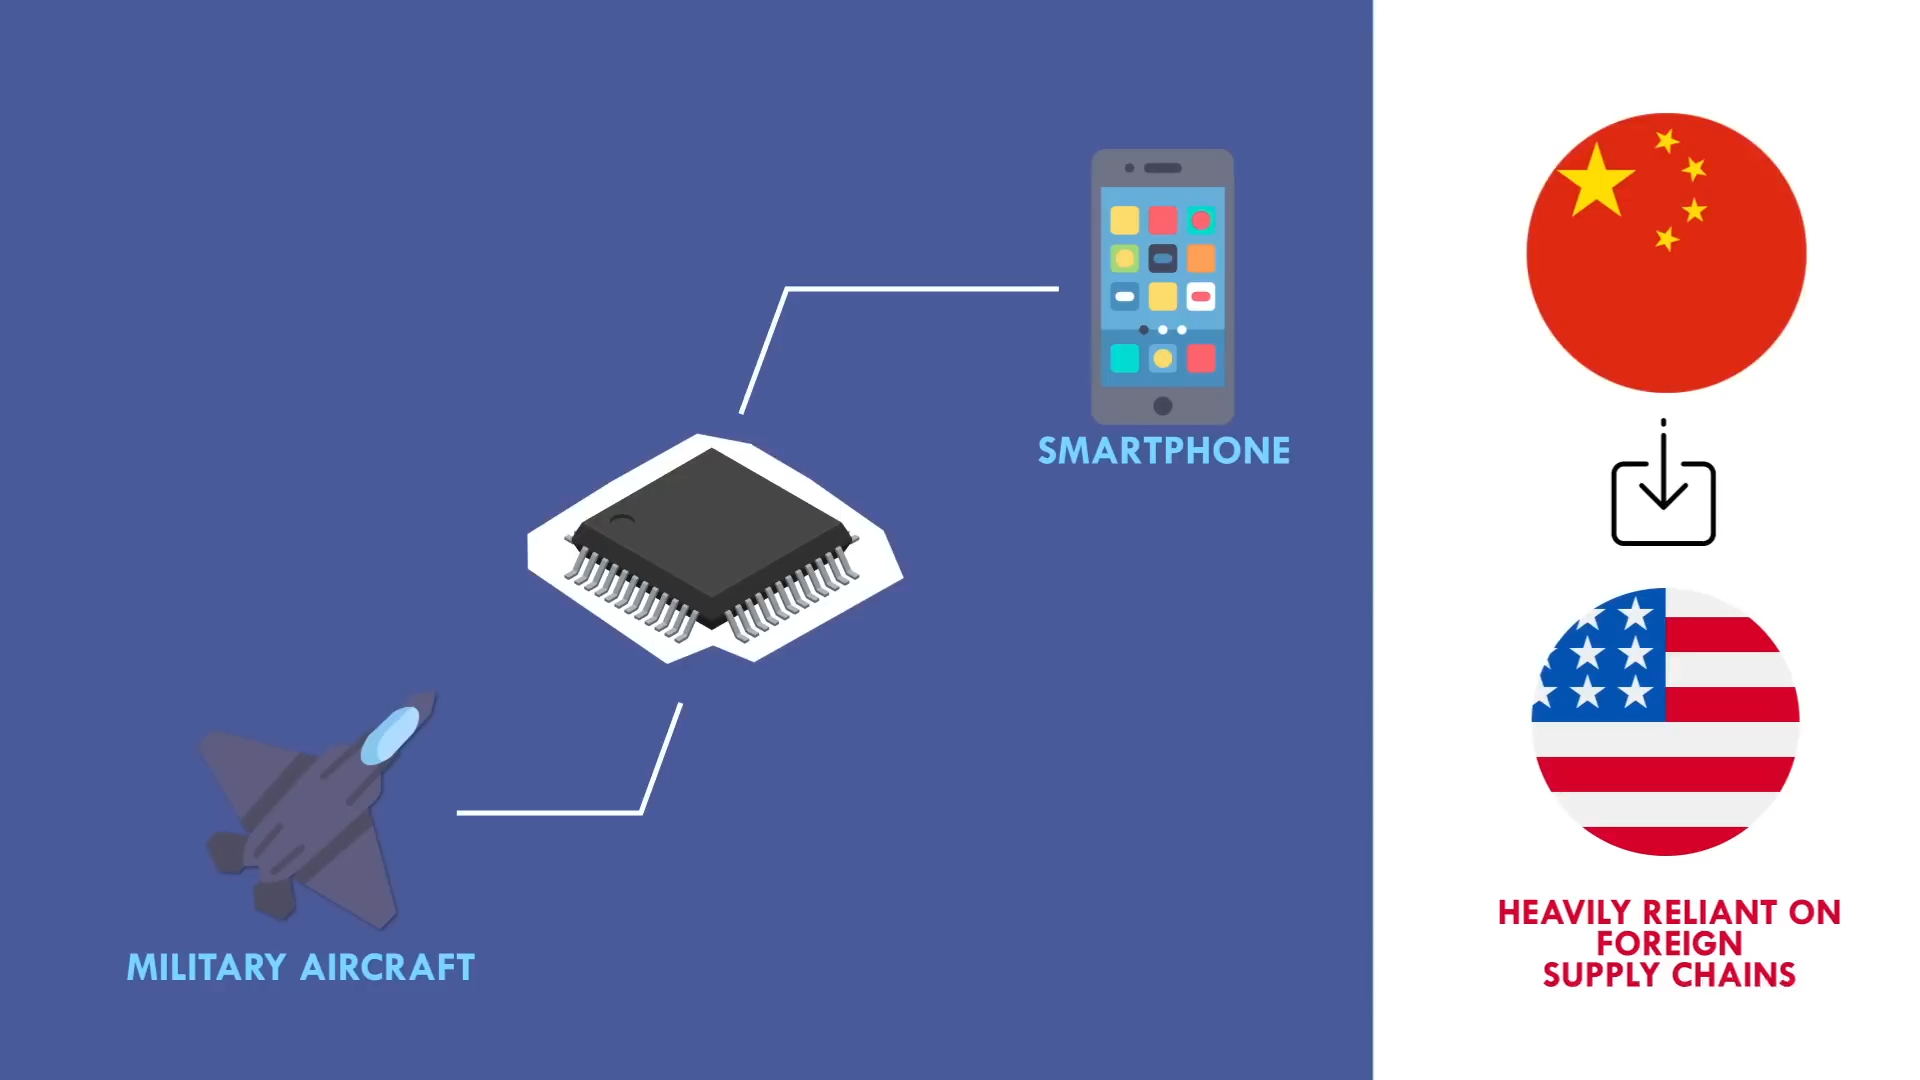 SMARTPHONE
MILITARY AIRCRAFT
HEAVILY RELIANT ON
FOREIGN
SUPPLY CHAINS